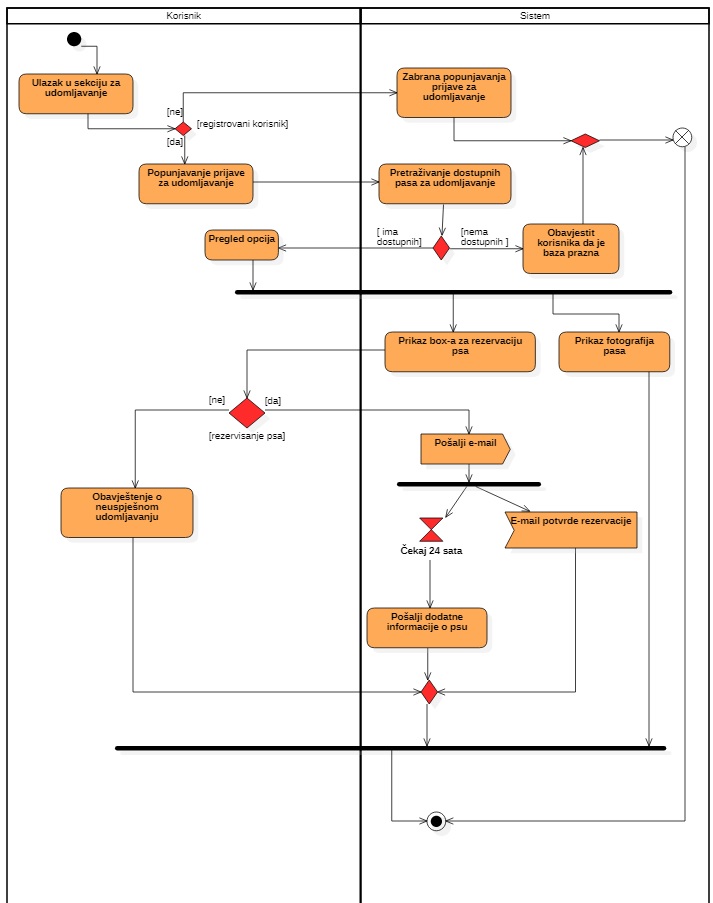 Korisnik
Sistem
Ulazak u sekciju za
udomljavanje
Zabrana popunjavanja
prijave za
udomljavanje
[ne]
[registrovani korisnik]
[da]
Popunjavanje prijave
za udomljavanje
Pretraživanje dostupnih
pasa za udomljavanje
Pregled opcija
[ ima
dostupnih]
[nema
dostupnih ]
Obavjestit
korisnika da je
baza prazna
Prikaz box-a za rezervaciju
psa
Prikaz fotografija
pasa
[ne]
[da]
[rezervisanje psa]
Pošalji e-mail
Obavještenje o
neuspješnom
udomljavanju
E-mail potvrde rezervacije
Čekaj 24 sata
Pošalji dodatne
informacije o psu